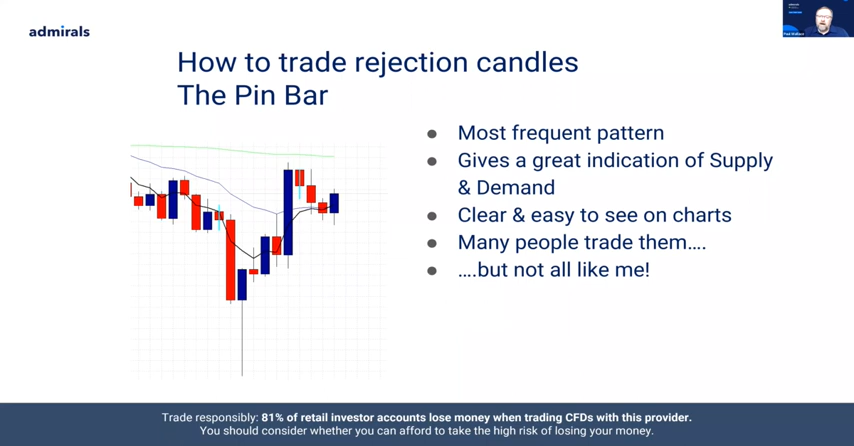 admirals
How to trade rejection candles
The Pin Bar
Most frequent pattern
Gives a great indication of Supply
& Demand
Clear & easy to see on charts
Many people trade them….
….but not all like me!
Trade responsibly: 81% of retail investor accounts lose money when trading CFDs with this provider.
You should consider whether you can afford to take the high risk of losing your money.